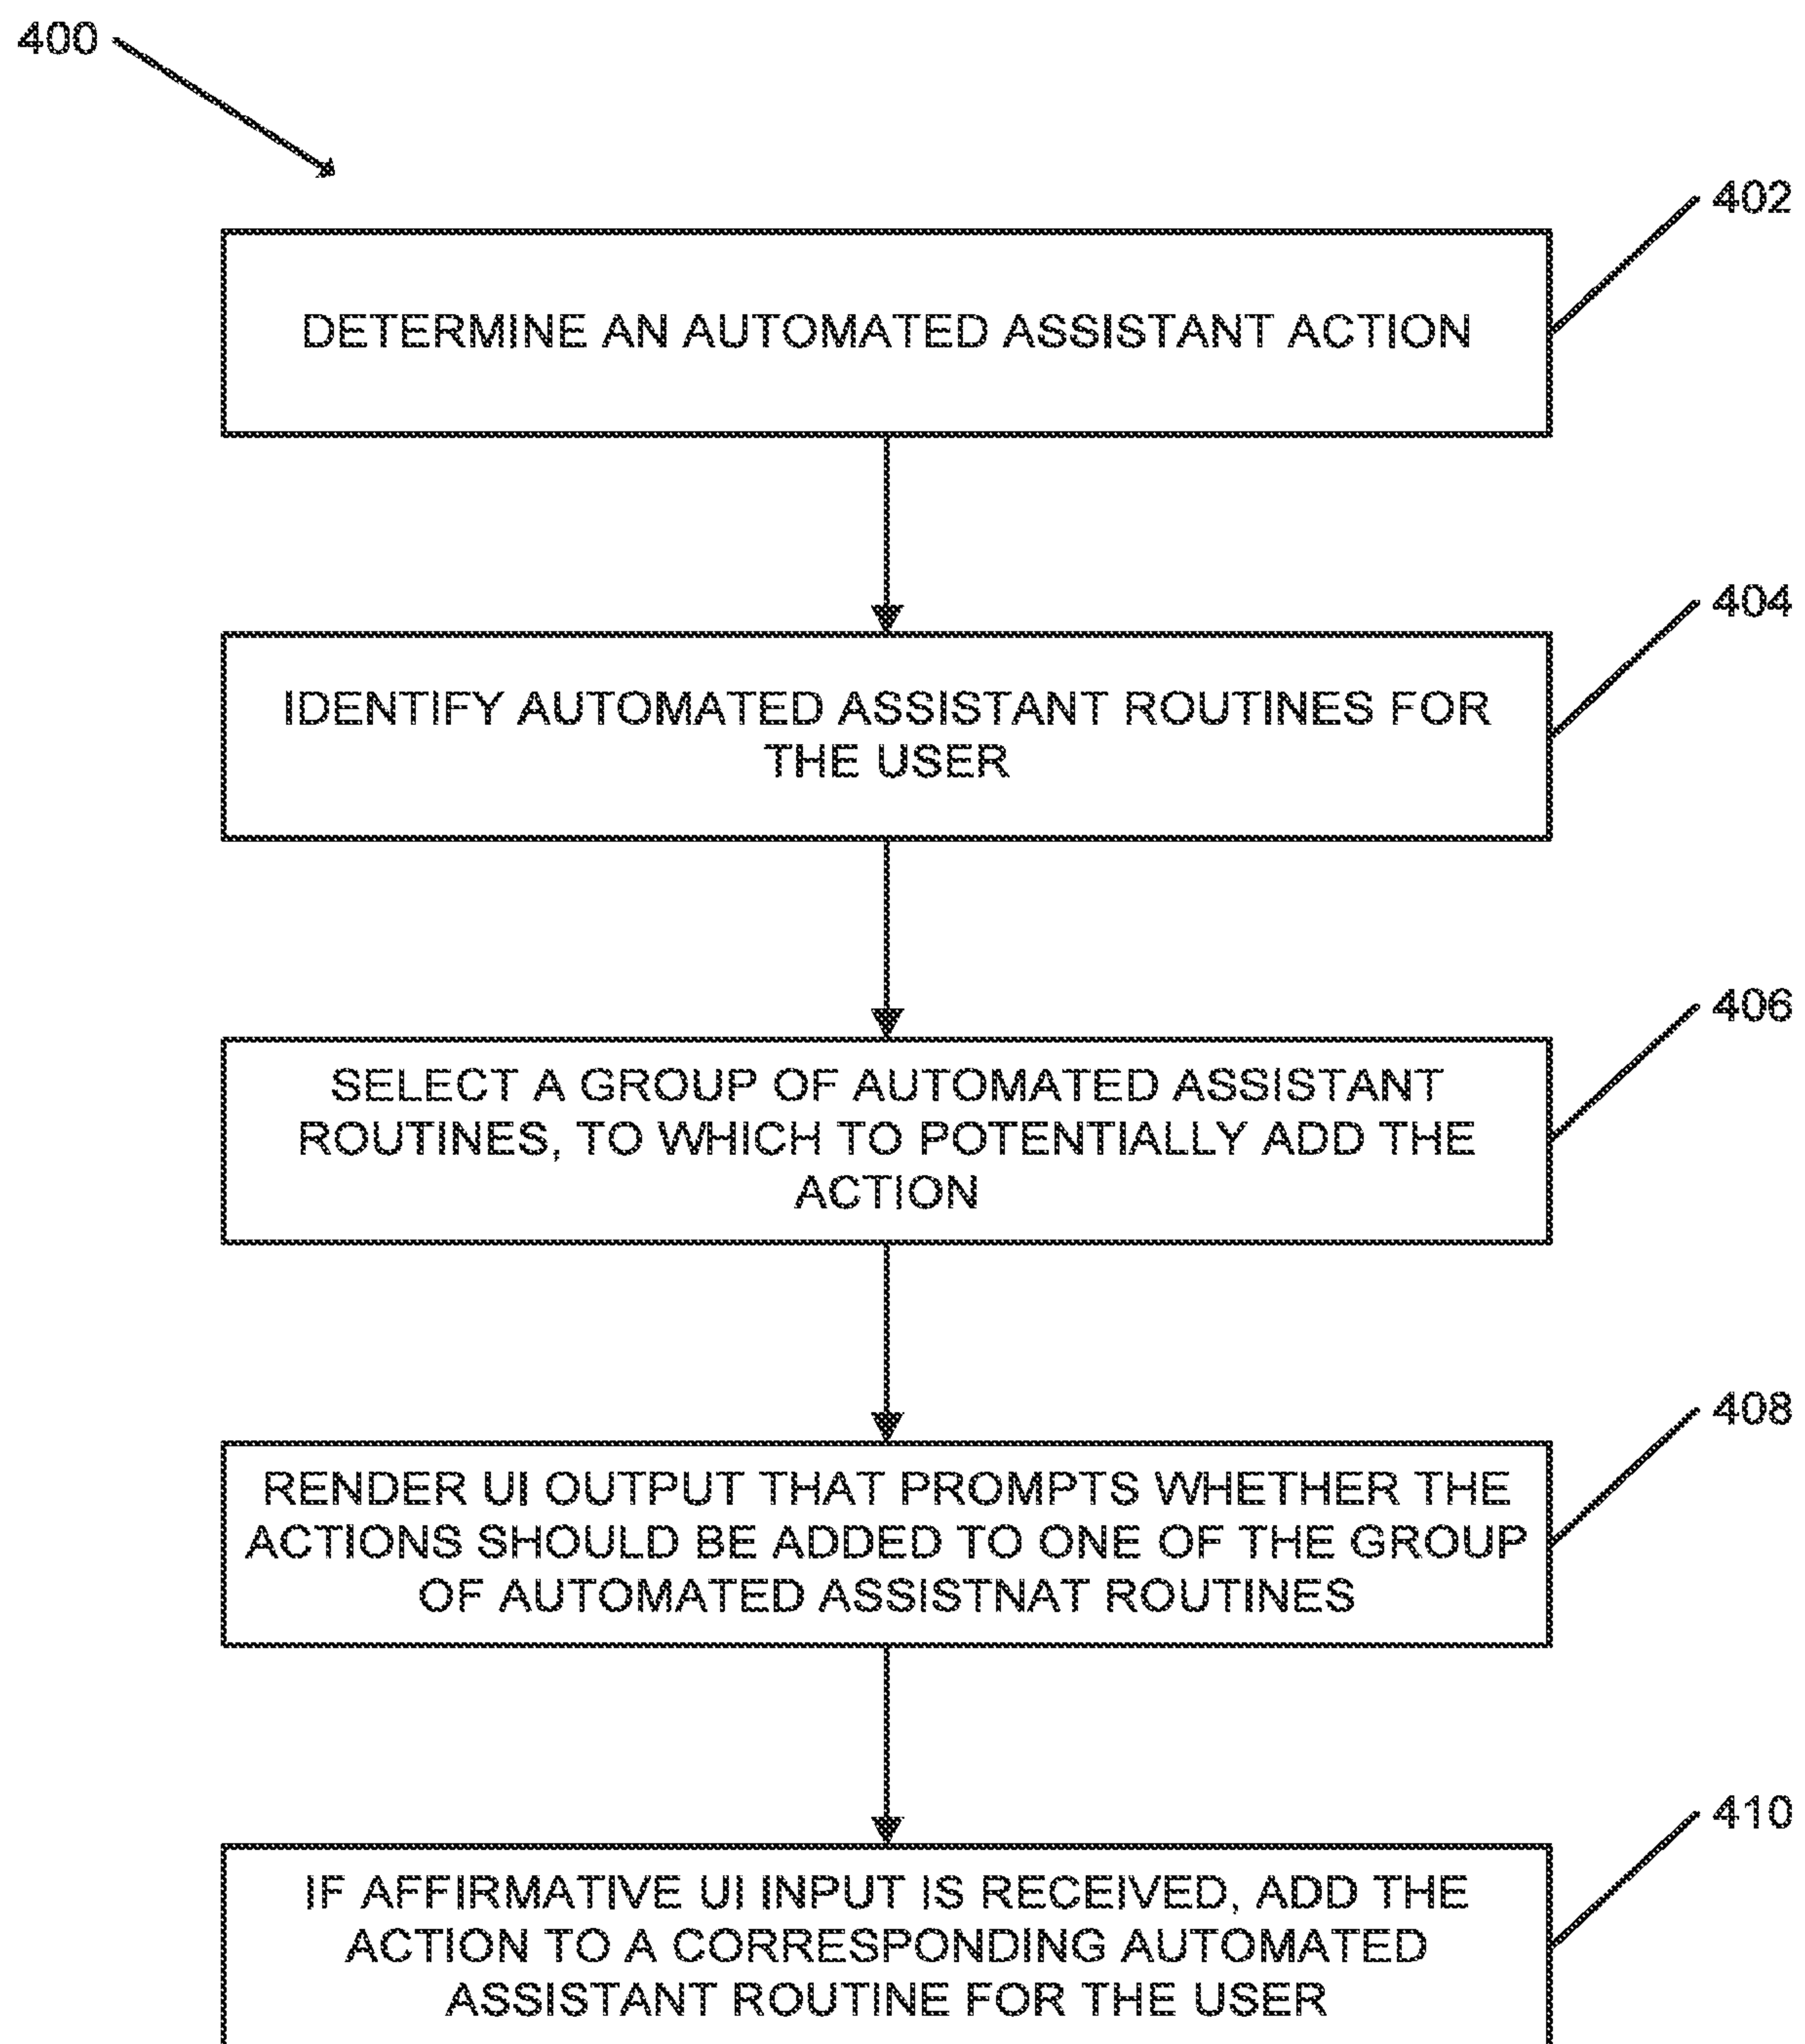 400
402
DETERMINE AN AUTOMATED ASSISTANT ACTION
404
IDENTIFY AUTOMATED ASSISTANT ROUTINES FOR
THE USER
406
SELECT A GROUP OF AUTOMATED ASSISTANT
ROUTINES, TO WHICH TO POTENTIALLY ADD THE
ACTION
408
RENDER UI OUTPUT THAT PROMPTS WHETHER THE
ACTIONS SHOULD BE ADDED TO ONE OF THE GROUP
OF AUTOMATED ASSISTNAT ROUTINES
410
IF AFFIRMATIVE UI INPUT IS RECEIVED, ADD THE
ACTION TO A CORRESPONDING AUTOMATED
ASSISTANT ROUTINE FOR THE USER